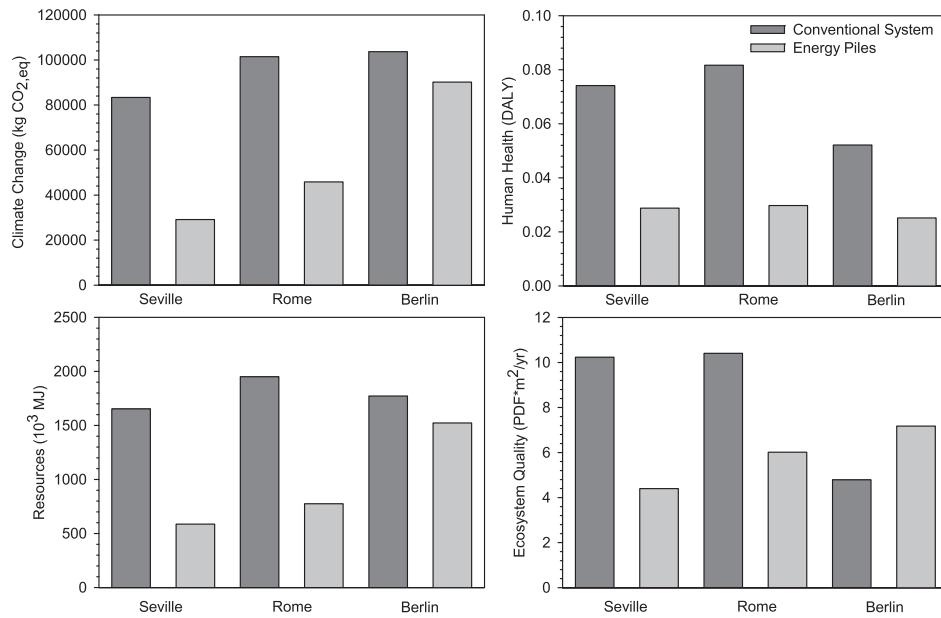 120000
100000
80000
60000
40000
20000
0
Climate Change (kg CO2,eq)
Seville Rome Berlin
0.10
0.08
0.06
0.04
0.02
0.00
Human Health (DALY)
Conventional System
Energy Piles
Seville Rome Berlin
2500
2000
1500
1000
500
0
Resources (10³ MJ)
Seville Rome Berlin
12
10
8
6
4
2
0
Ecosystem Quality (PDF*m²/yr)
Seville Rome Berlin